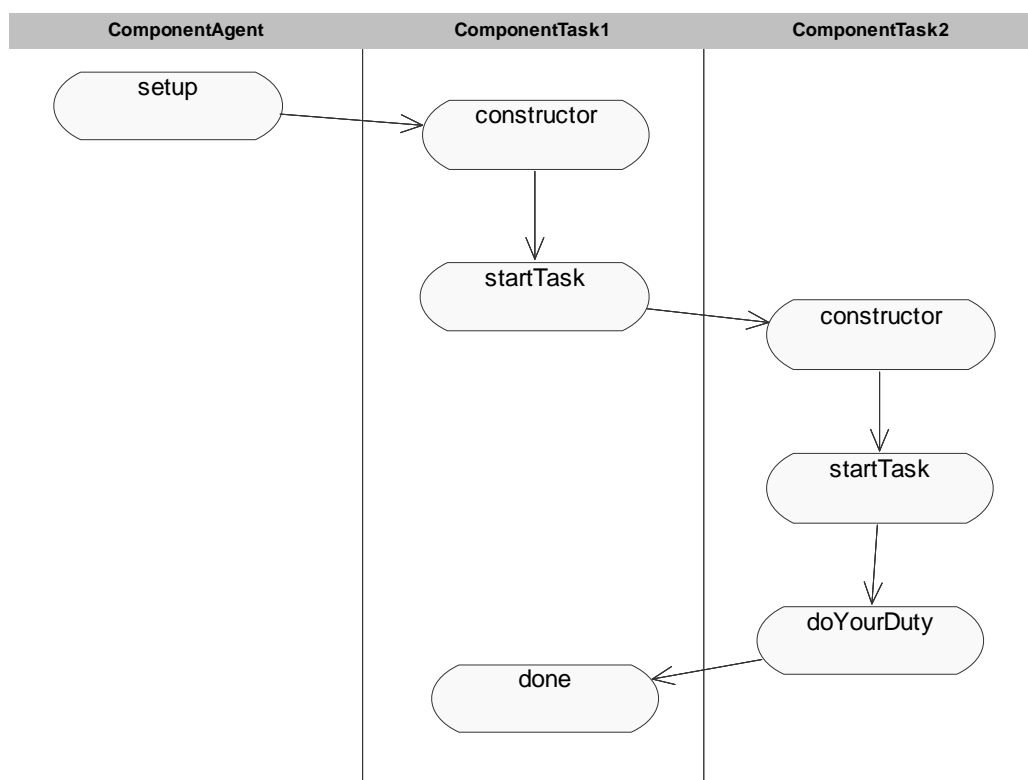 ComponentAgent
ComponentTask1
ComponentTask2
setup
constructor
startTask
constructor
startTask
doYourDuty
done